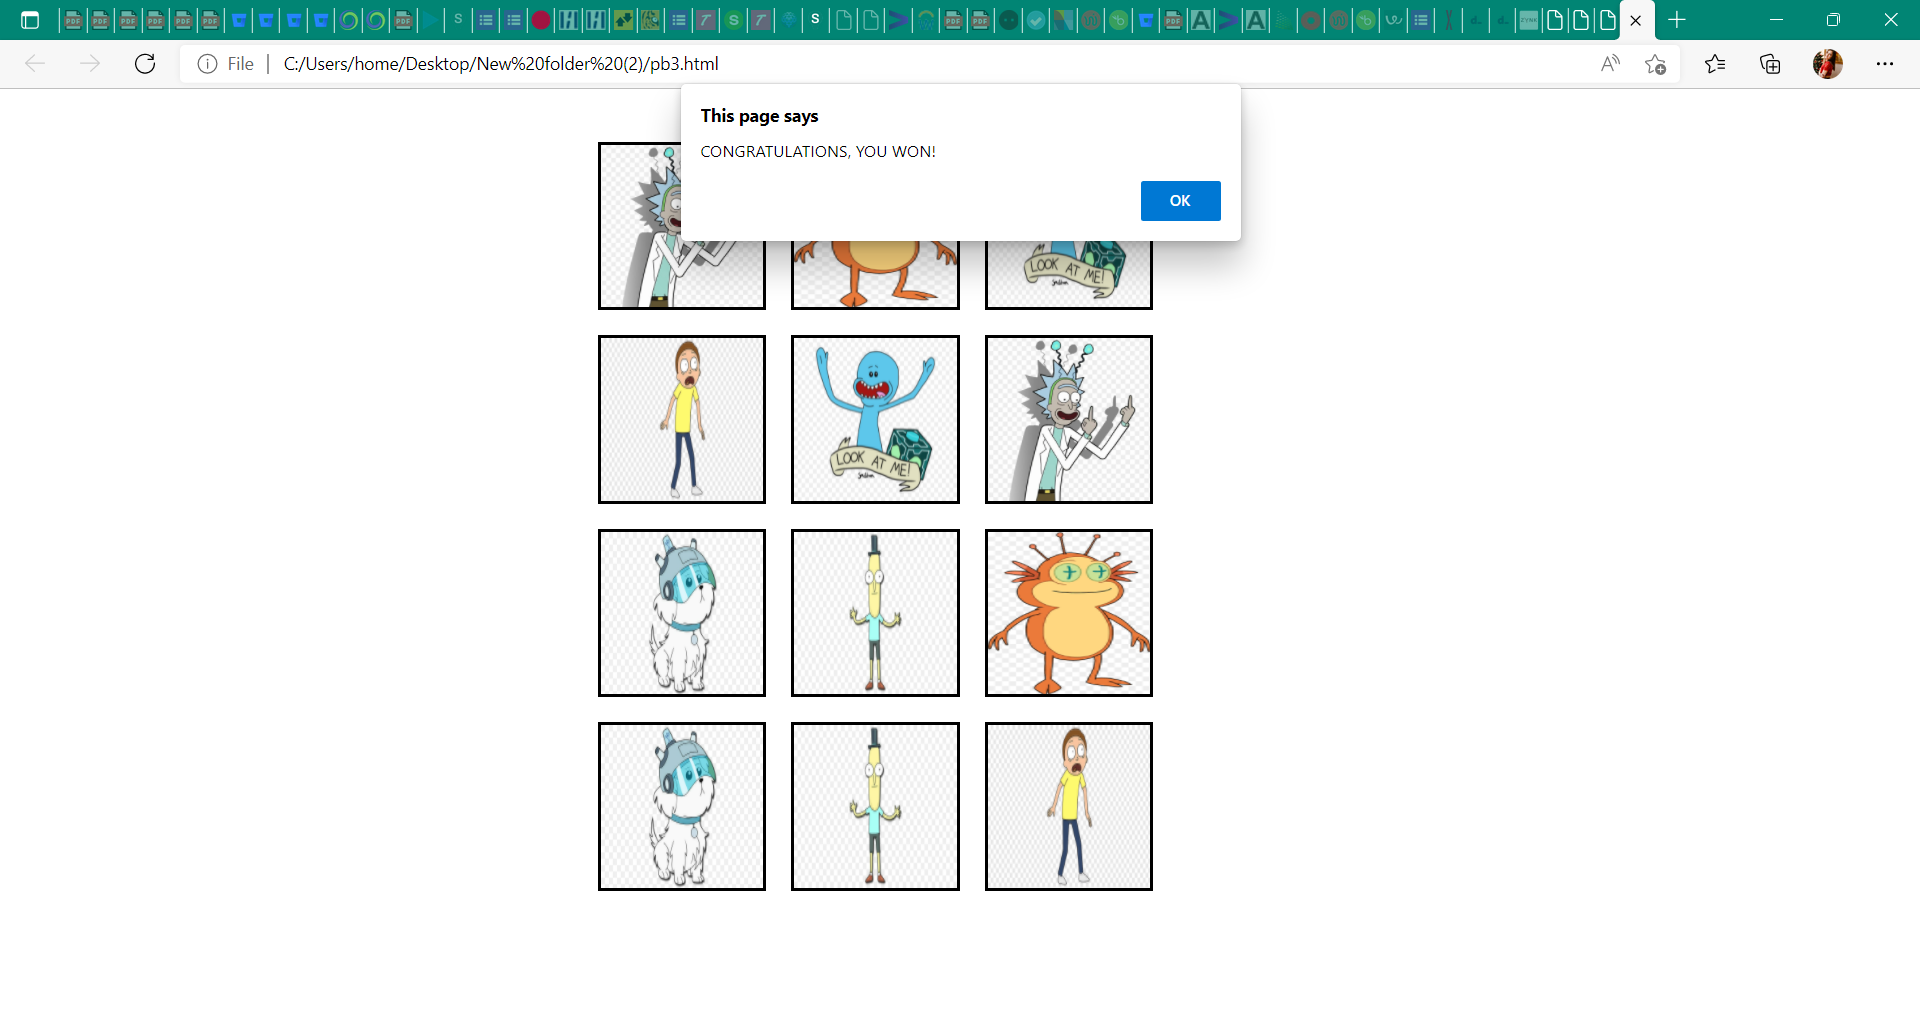 File
C:/Users/home/Desktop/New%20folder%20(2)/pb3.html
This page says
CONGRATULATIONS, YOU WON!
OK
LOOK AT ME!
LOOK AT ME!